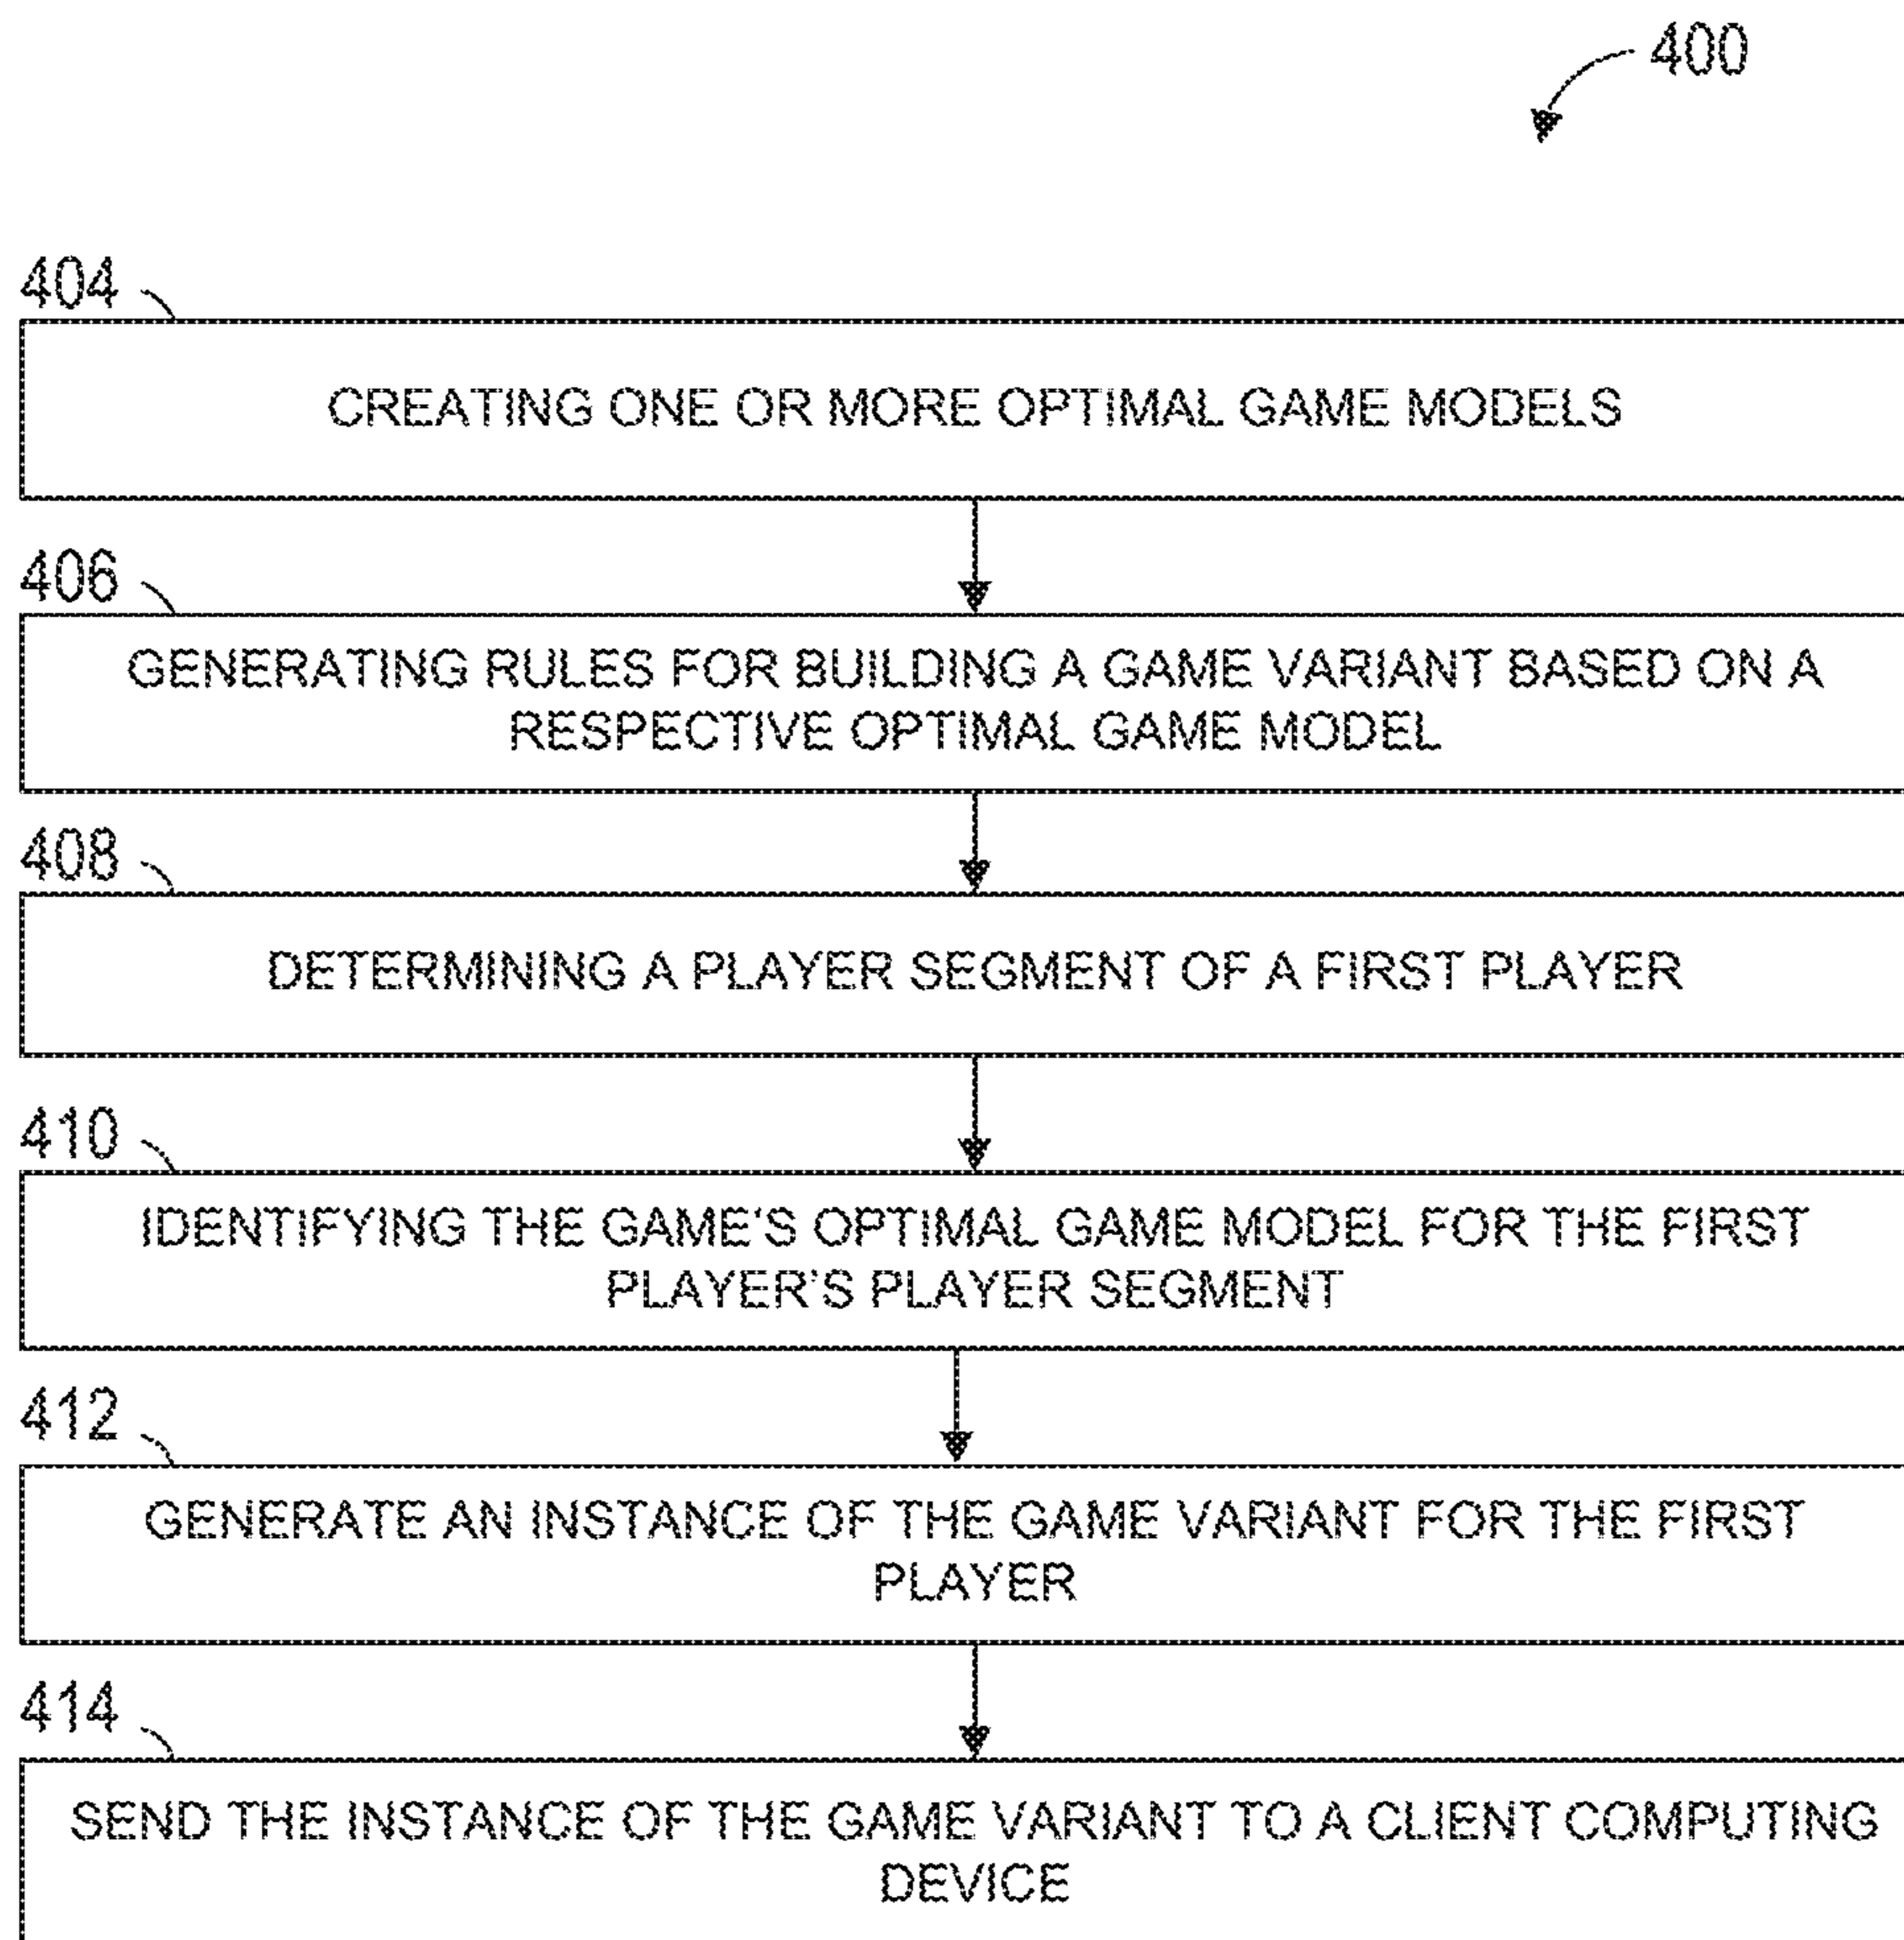 400
404
CREATING ONE OR MORE OPTIMAL GAME MODELS
406
GENERATING RULES FOR BUILDING A GAME VARIANT BASED ON A
RESPECTIVE OPTIMAL GAME MODEL
408
DETERMINING A PLAYER SEGMENT OF A FIRST PLAYER
410
IDENTIFYING THE GAME'S OPTIMAL GAME MODEL FOR THE FIRST
PLAYER'S PLAYER SEGMENT
412
GENERATE AN INSTANCE OF THE GAME VARIANT FOR THE FIRST
PLAYER
414
SEND THE INSTANCE OF THE GAME VARIANT TO A CLIENT COMPUTING
DEVICE